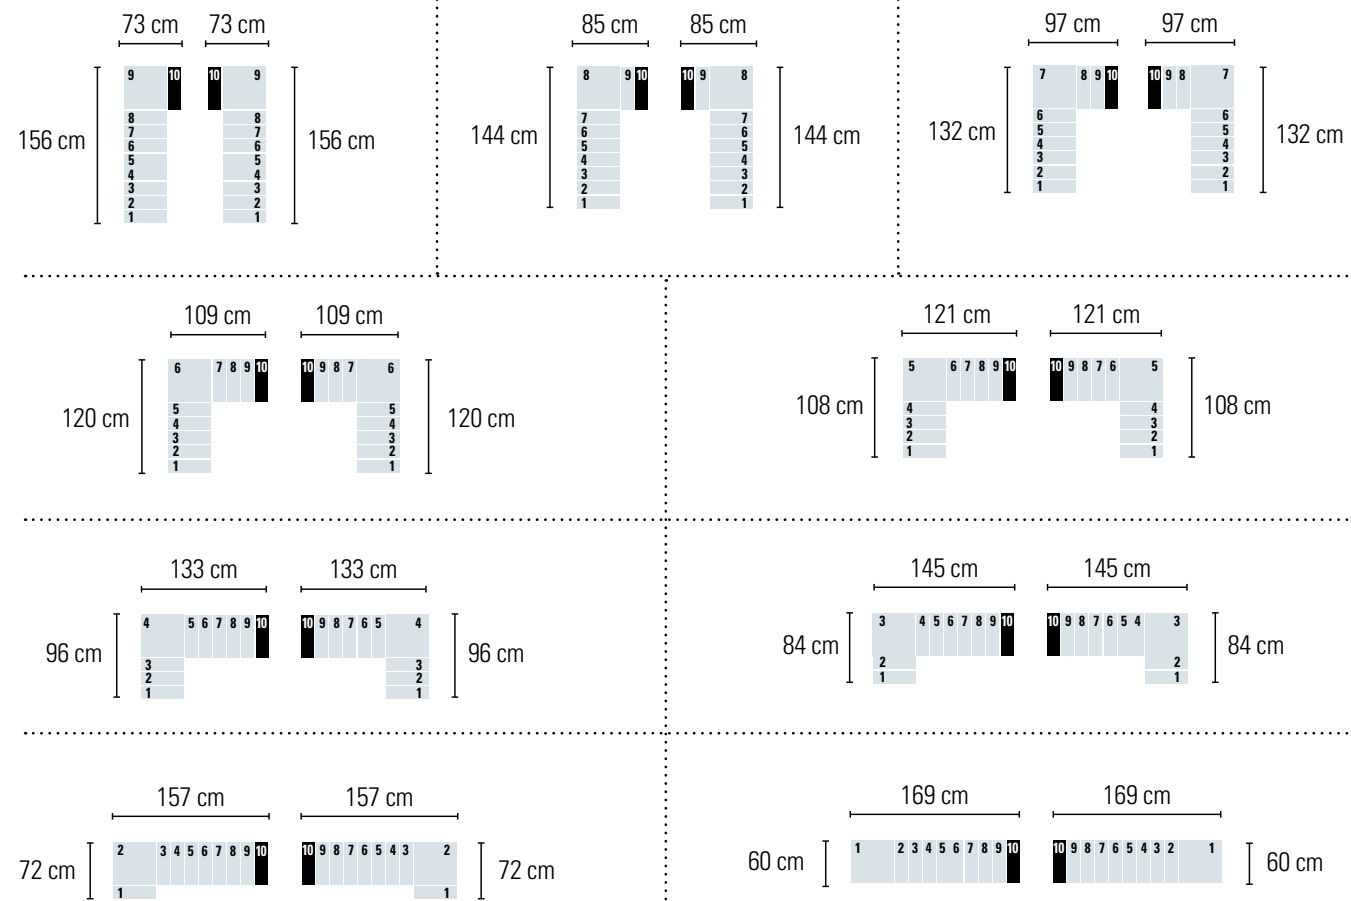 73 cm 73 cm 85 cm 85 cm 97 cm 97 cm
9 10 10 9 8 9 10 10 9 8 7 8 9 10 10 9 8 7
8 8 7 7 6 6
7 7 6 6 5 5
156 cm 6 6 156 cm 144 cm 5 5 144 cm 132 cm 4 4 132 cm
5 5 4 4 3 3
4 4 3 3 2 2
3 3 2 2 1 1
2 2 1 1
1 1
109 cm 109 cm 121 cm 121 cm
6 7 8 9 10 10 9 8 7 6 5 6 7 8 9 10 10 9 8 7 6 5
120 cm 5 5 120 cm 108 cm 4 4 108 cm
4 4 3 3
3 3 2 2
2 2 1 1
1 1
133 cm 133 cm 145 cm 145 cm
4 5 6 7 8 9 10 10 9 8 7 6 5 4 3 4 5 6 7 8 9 10 10 9 8 7 6 5 4 3
96 cm 3 3 96 cm 84 cm 2 2 84 cm
2 2 1 1
1 1
157 cm 157 cm 169 cm 169 cm
2 3 4 5 6 7 8 9 10 10 9 8 7 6 5 4 3 2 1 2 3 4 5 6 7 8 9 10 10 9 8 7 6 5 4 3 2 1
72 cm 72 cm 60 cm 60 cm
1 1